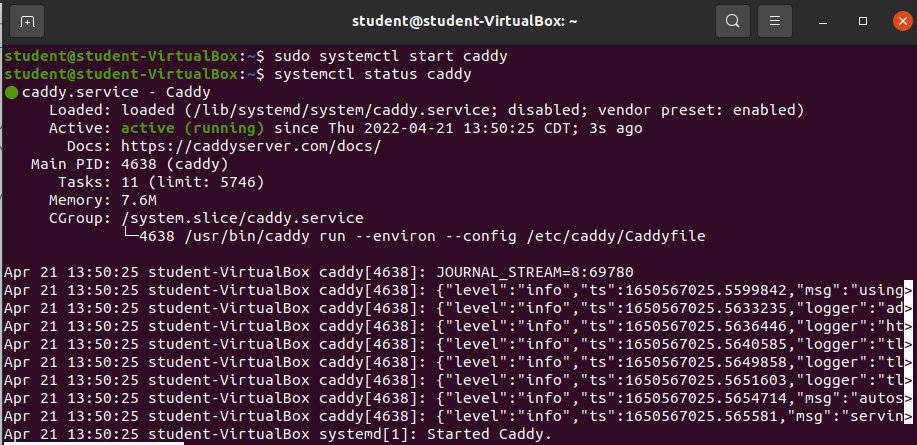 student@student-VirtualBox: ~
student@student-VirtualBox:~$ sudo systemctl start caddy
student@student-VirtualBox:~$ systemctl status caddy
● caddy.service - Caddy
     Loaded: loaded (/lib/systemd/system/caddy.service; disabled; vendor preset: enabled)
     Active: active (running) since Thu 2022-04-21 13:50:25 CDT; 3s ago
       Docs: https://caddyserver.com/docs/
   Main PID: 4638 (caddy)
      Tasks: 11 (limit: 5746)
     Memory: 7.6M
     CGroup: /system.slice/caddy.service
             └─4638 /usr/bin/caddy run --environ --config /etc/caddy/Caddyfile
Apr 21 13:50:25 student-VirtualBox caddy[4638]: JOURNAL_STREAM=8:69780
Apr 21 13:50:25 student-VirtualBox caddy[4638]: {"level":"info","ts":1650567025.5599842,"msg":"using>
Apr 21 13:50:25 student-VirtualBox caddy[4638]: {"level":"info","ts":1650567025.5633235,"logger":"ad>
Apr 21 13:50:25 student-VirtualBox caddy[4638]: {"level":"info","ts":1650567025.5636446,"logger":"ht>
Apr 21 13:50:25 student-VirtualBox caddy[4638]: {"level":"info","ts":1650567025.5640585,"logger":"tl>
Apr 21 13:50:25 student-VirtualBox caddy[4638]: {"level":"info","ts":1650567025.5649858,"logger":"tl>
Apr 21 13:50:25 student-VirtualBox caddy[4638]: {"level":"info","ts":1650567025.5651603,"logger":"tl>
Apr 21 13:50:25 student-VirtualBox caddy[4638]: {"level":"info","ts":1650567025.5654714,"msg":"autos>
Apr 21 13:50:25 student-VirtualBox caddy[4638]: {"level":"info","ts":1650567025.565581,"msg":"servin>
Apr 21 13:50:25 student-VirtualBox systemd[1]: Started Caddy.